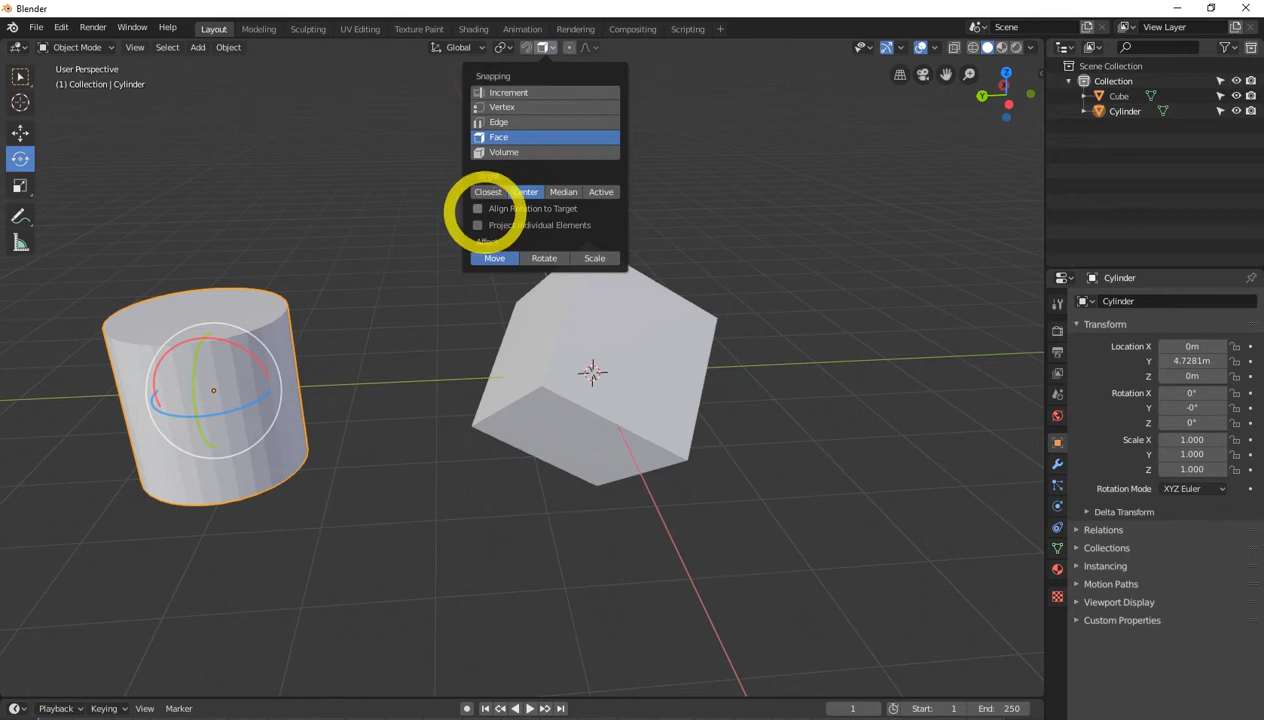 Blender
File Edit Render Window Help Layout Modeling Sculpting UV Editing Texture Paint Shading Animation Rendering Compositing Scripting Scene View Layer
Object Mode View Select Add Object Global
User Perspective
(1) Collection | Cylinder
Snapping
Increment
Vertex
Edge
Face
Volume
Closest Center Median Active
Align Rotation to Target
Project Individual Elements
Affect
Move Rotate Scale
Z
Y
Scene Collection
Collection
Cube
Cylinder
Cylinder
Cylinder
Transform
Location X 0m
Y 4.7281m
Z 0m
Rotation X 0°
Y -0°
Z 0°
Scale X 1.000
Y 1.000
Z 1.000
Rotation Mode XYZ Euler
Delta Transform
Relations
Collections
Instancing
Motion Paths
Viewport Display
Custom Properties
Playback Keying View Marker 1 Start: 1 End: 250